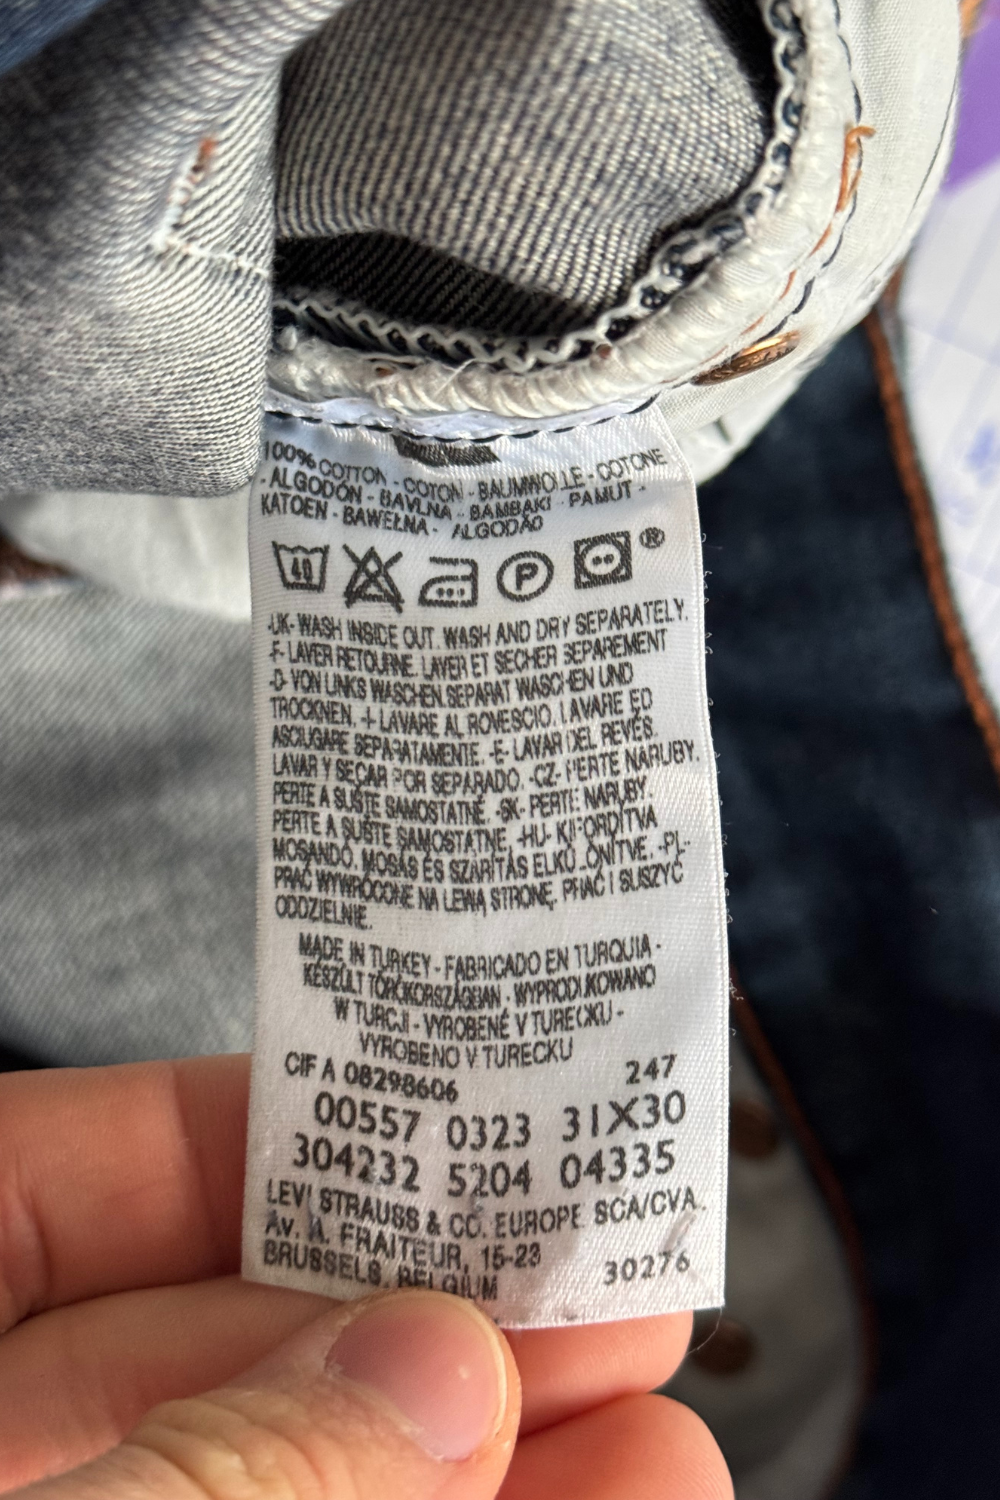 100% COTTON - COTON - BAUMWOLLE - COTONE
- ALGODÓN - BAVLNA - BAMBAKI - PAMUT -
KATOEN - BAWEŁNA - ALGODÃO
40 P ®
-UK- WASH INSIDE OUT. WASH AND DRY SEPARATELY.
-F- LAVER RETOURNE. LAVER ET SECHER SEPAREMENT
-D- VON LINKS WASCHEN. SEPARAT WASCHEN UND
TROCKNEN. -I- LAVARE AL ROVESCIO. LAVARE ED
ASCIUGARE SEPARATAMENTE. -E- LAVAR DEL REVÉS.
LAVAR Y SECAR POR SEPARADO. -CZ- PERTE NARUBY.
PERTE A SUŠTE SAMOSTATNĚ. -SK- PERTE NARUBY
PERTE A SUŠTE SAMOSTATNE. -HU- KIFORDÍTVA
MOSANDÓ. MOSÁS ÉS SZÁRÍTÁS ELKÜLÖNÍTVE. -PL-
PRAĆ WYWRÓCONE NA LEWĄ STRONĘ. PRAĆ I SUSZYĆ
ODDZIELNIE.
MADE IN TURKEY - FABRICADO EN TURQUIA -
KÉSZÜLT TÖRÖKORSZÁGBAN - WYPRODUKOWANO
W TURCJI - VYROBENÉ V TURECKU -
VYROBENO V TURECKU
CIF A 08298606 247
00557 0323 31X30
304232 5204 04335
LEVI STRAUSS & CO. EUROPE SCA/CVA.
Av. A. FRAITEUR, 15-23
BRUSSELS, BELGIUM 30276